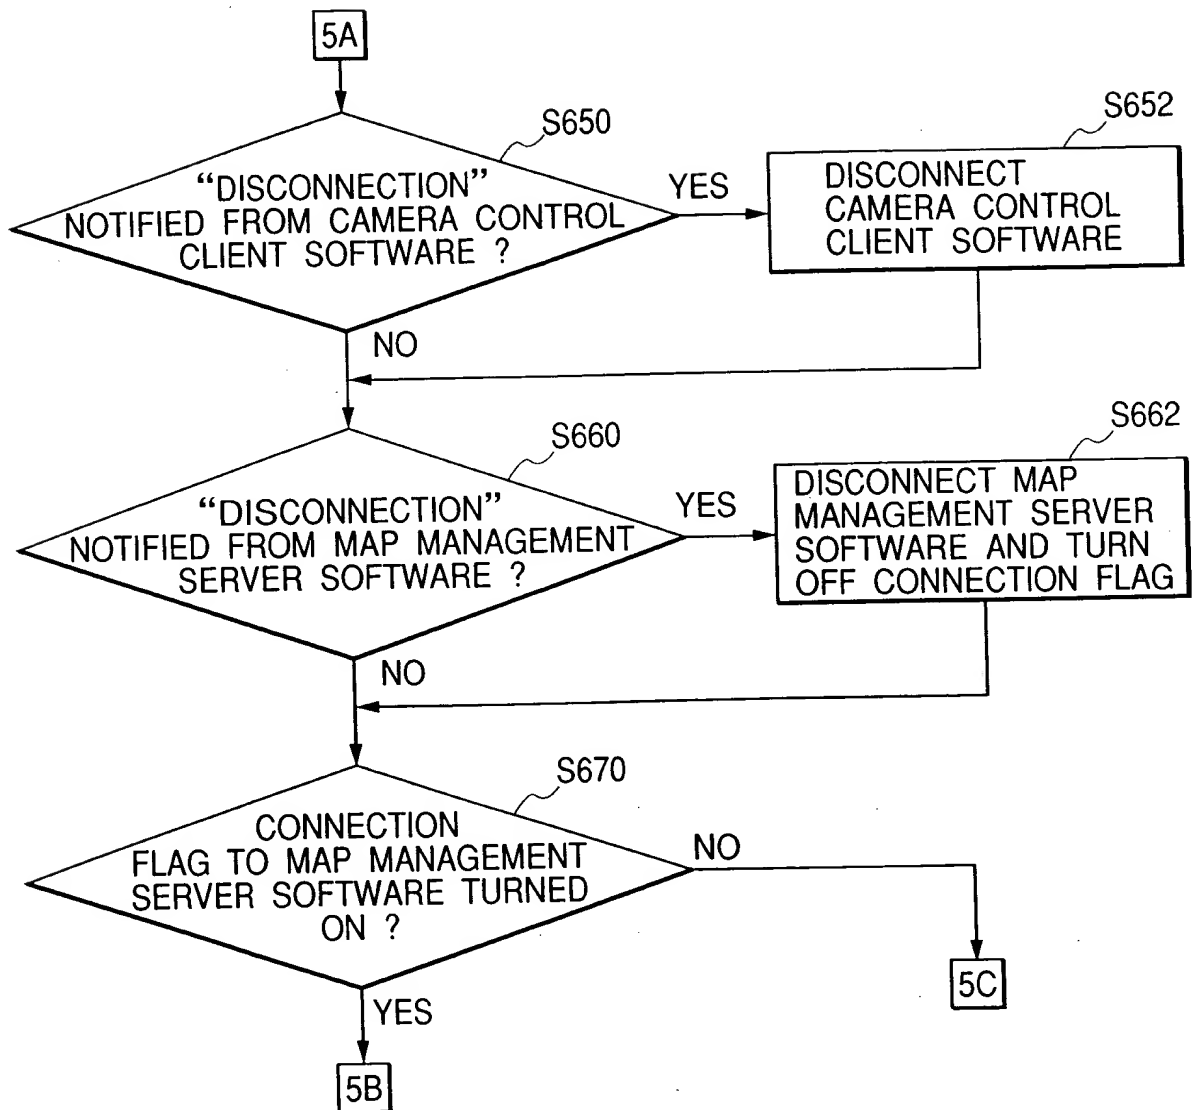 5A
S650
"DISCONNECTION"
NOTIFIED FROM CAMERA CONTROL
CLIENT SOFTWARE ?
YES
S652
DISCONNECT
CAMERA CONTROL
CLIENT SOFTWARE
NO
S660
"DISCONNECTION"
NOTIFIED FROM MAP MANAGEMENT
SERVER SOFTWARE ?
YES
S662
DISCONNECT MAP
MANAGEMENT SERVER
SOFTWARE AND TURN
OFF CONNECTION FLAG
NO
S670
CONNECTION
FLAG TO MAP MANAGEMENT
SERVER SOFTWARE TURNED
ON ?
NO
5C
YES
5B